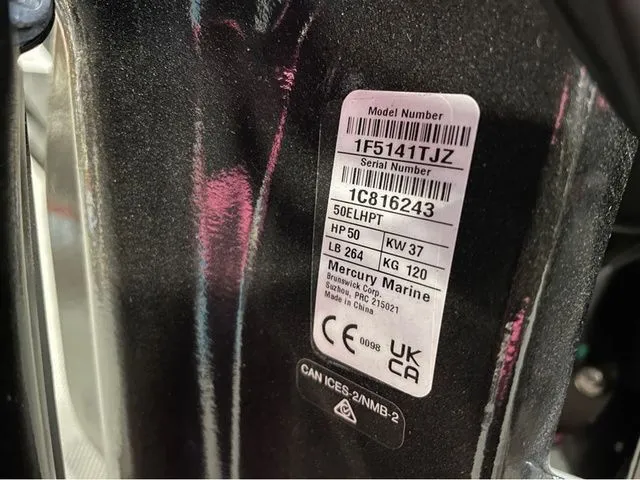 Model Number
1F5141TJZ
Serial Number
1C816243
50ELHPT
HP 50 KW 37
LB 264 KG 120
Mercury Marine
Brunswick Corp.
Suzhou, PRC 215021
Made in China
CE 0098 UK
CA
CAN ICES-2/NMB-2